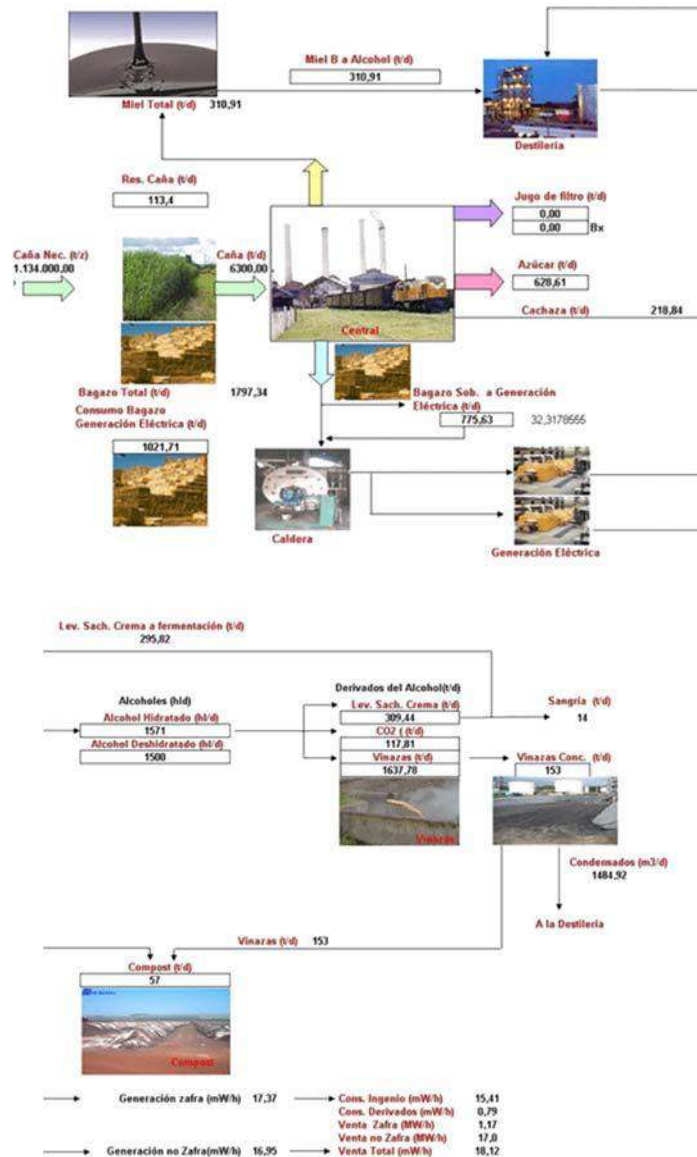 Miel B a Alcohol (t/d)
310,91
Miel Total (t/d) 310,91
Destilería
Res. Caña (t/d)
113,4
Jugo de filtro (t/d)
0,00
0,00 Bx
Caña Nec. (t/z)
1.134.000,00
Caña (t/d)
6300,00
Azúcar (t/d)
628,61
Central
Cachaza (t/d) 218,84
Bagazo Total (t/d) 1797,34
Consumo Bagazo
Generación Eléctrica (t/d)
1021,71
Bagazo Sob. a Generación
Eléctrica (t/d)
775,63 32,3178555
Caldera
Generación Eléctrica
Lev. Sach. Crema a fermentación (t/d)
295,82
Alcoholes (hld)
Alcohol Hidratado (hl/d)
1571
Alcohol Deshidratado (hl/d)
1500
Derivados del Alcohol(t/d)
Lev. Sach. Crema (t/d)
309,44
CO2 ( (t/d)
117,81
Vinazas (t/d)
1637,78
Vinazas
Sangría (t/d)
14
Vinazas Conc. (t/d)
153
Condensados (m3/d)
1484,92
A la Destilería
Vinazas (t/d) 153
Compost (t/d)
57
Compost
Generación zafra (mW/h) 17,37
Cons. Ingenio (mW/h) 15,41
Cons. Derivados (mW/h) 0,79
Venta Zafra (MW/h) 1,17
Venta no Zafra (MW/h) 17,0
Generación no Zafra(mW/h) 16,95
Venta Total (mW/h) 18,12